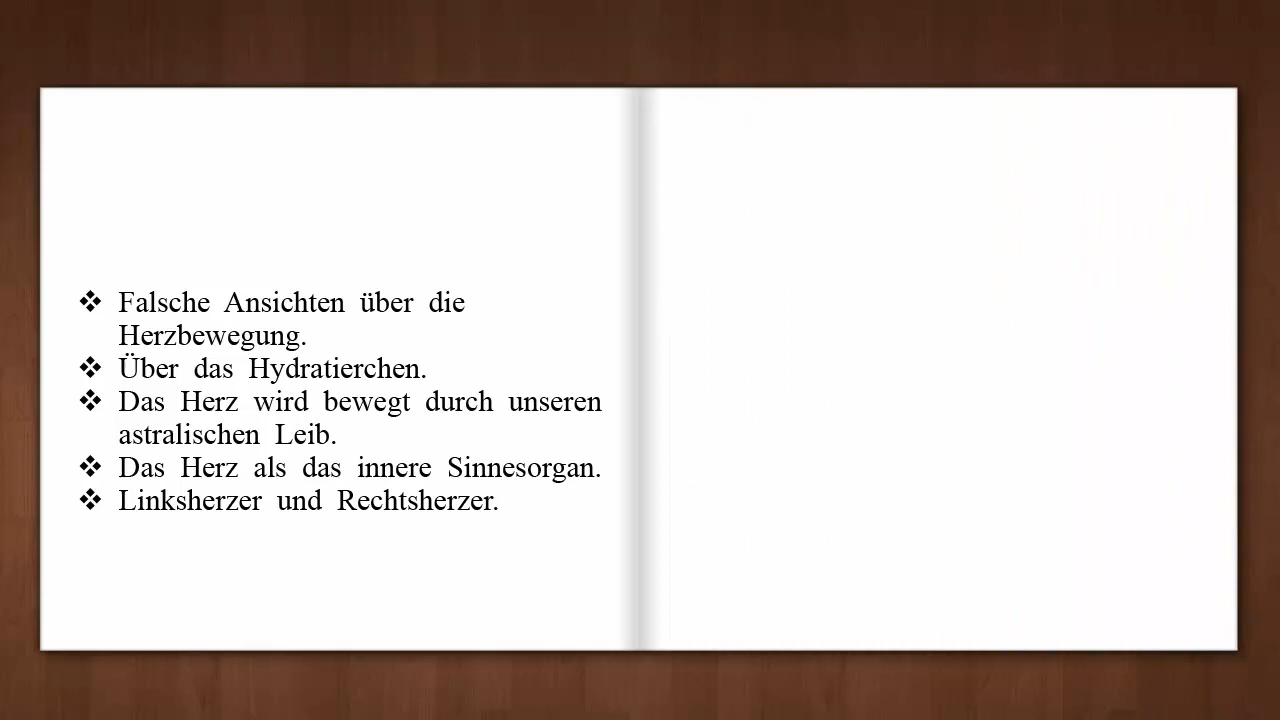 ❖ Falsche Ansichten über die
Herzbewegung.
❖ Über das Hydratierchen.
❖ Das Herz wird bewegt durch unseren
astralischen Leib.
❖ Das Herz als das innere Sinnesorgan.
❖ Linksherzer und Rechtsherzer.